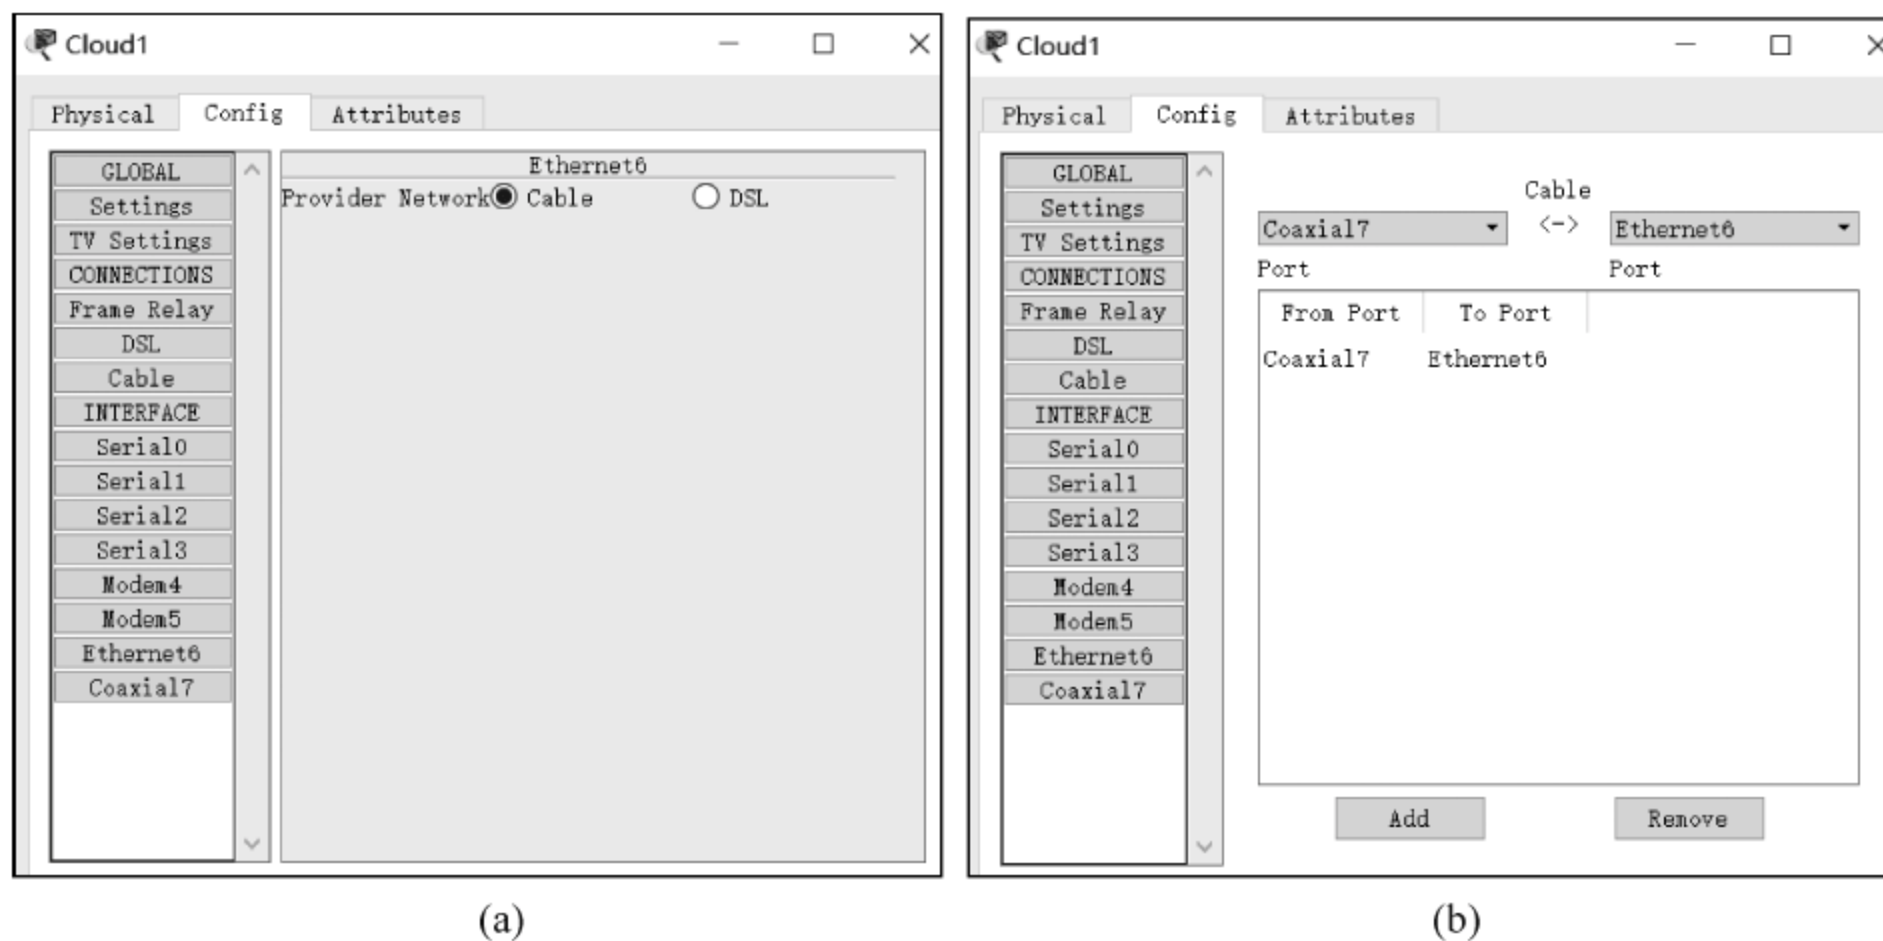 Cloud1
Physical Config Attributes
GLOBAL
Settings
TV Settings
CONNECTIONS
Frame Relay
DSL
Cable
INTERFACE
Serial0
Serial1
Serial2
Serial3
Modem4
Modem5
Ethernet6
Coaxial7
Ethernet6
Provider Network Cable DSL
(a)
Cloud1
Physical Config Attributes
GLOBAL
Settings
TV Settings
CONNECTIONS
Frame Relay
DSL
Cable
INTERFACE
Serial0
Serial1
Serial2
Serial3
Modem4
Modem5
Ethernet6
Coaxial7
Cable
Coaxial7 <-> Ethernet6
Port Port
From Port To Port
Coaxial7 Ethernet6
Add Remove
(b)